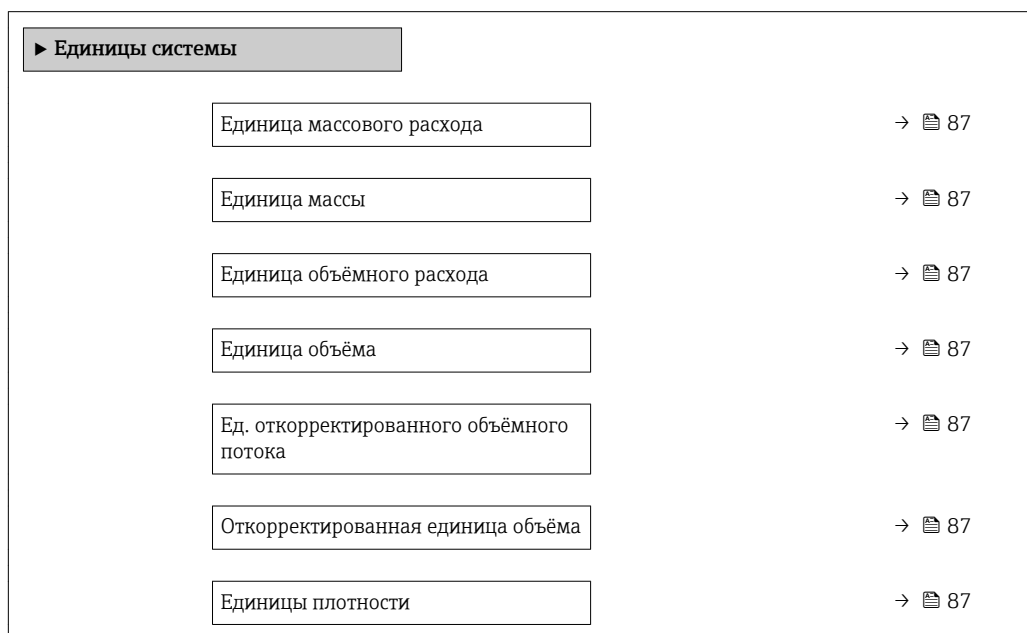 ▶ Единицы системы
Единица массового расхода → 87
Единица массы → 87
Единица объёмного расхода → 87
Единица объёма → 87
Ед. откорректированного объёмного → 87
потока
Откорректированная единица объёма → 87
Единицы плотности → 87